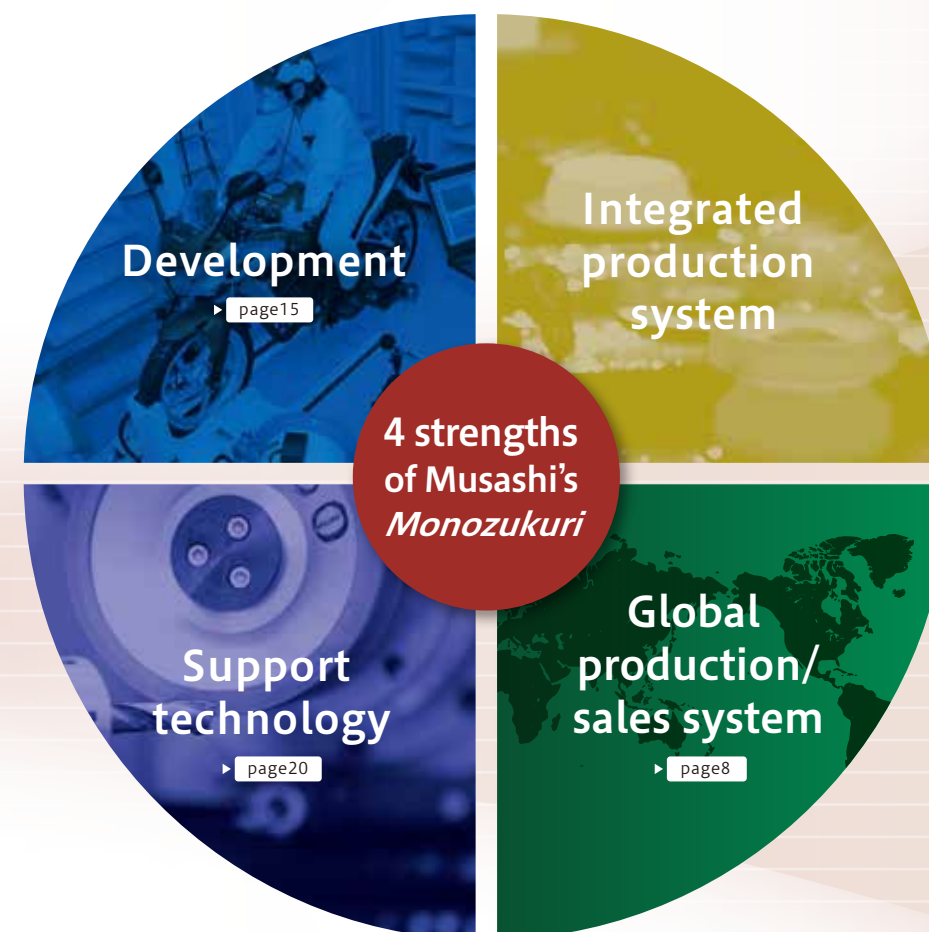 Development
page15
Integrated
production
system
4 strengths
of Musashi’s
Monozukuri
Support
technology
page20
Global
production/
sales system
page8